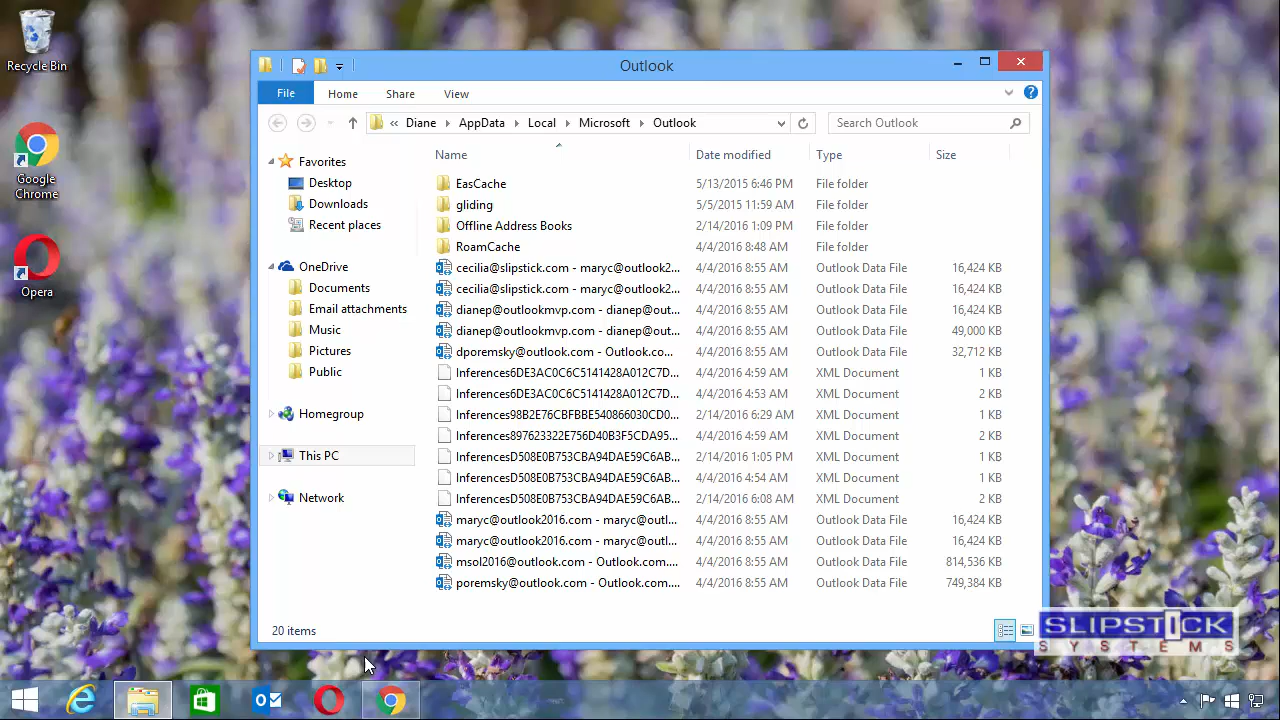 Recycle Bin
Google
Chrome
Opera
Outlook
File Home Share View
« Diane AppData Local Microsoft Outlook
Search Outlook
Favorites
Desktop
Downloads
Recent places
OneDrive
Documents
Email attachments
Music
Pictures
Public
Homegroup
This PC
Network
Name Date modified Type Size
EasCache 5/13/2015 6:46 PM File folder
gliding 5/5/2015 11:59 AM File folder
Offline Address Books 2/14/2016 1:09 PM File folder
RoamCache 4/4/2016 8:48 AM File folder
cecilia@slipstick.com - maryc@outlook2... 4/4/2016 8:55 AM Outlook Data File 16,424 KB
cecilia@slipstick.com - maryc@outlook2... 4/4/2016 8:55 AM Outlook Data File 16,424 KB
dianep@outlookmvp.com - dianep@out... 4/4/2016 8:55 AM Outlook Data File 16,424 KB
dianep@outlookmvp.com - dianep@out... 4/4/2016 8:55 AM Outlook Data File 49,000 KB
dporemsky@outlook.com - Outlook.co... 4/4/2016 8:55 AM Outlook Data File 32,712 KB
Inferences6DE3AC0C6C5141428A012C7D... 4/4/2016 4:59 AM XML Document 1 KB
Inferences6DE3AC0C6C5141428A012C7D... 4/4/2016 4:53 AM XML Document 2 KB
Inferences98B2E76CBFBBE540866030CD0... 2/14/2016 6:29 AM XML Document 1 KB
Inferences897623322E756D40B3F5CDA95... 4/4/2016 4:59 AM XML Document 2 KB
InferencesD508E0B753CBA94DAE59C6AB... 2/14/2016 1:05 PM XML Document 1 KB
InferencesD508E0B753CBA94DAE59C6AB... 4/4/2016 4:54 AM XML Document 1 KB
InferencesD508E0B753CBA94DAE59C6AB... 2/14/2016 6:08 AM XML Document 2 KB
maryc@outlook2016.com - maryc@outl... 4/4/2016 8:55 AM Outlook Data File 16,424 KB
maryc@outlook2016.com - maryc@outl... 4/4/2016 8:55 AM Outlook Data File 16,424 KB
msol2016@outlook.com - Outlook.com.... 4/4/2016 8:55 AM Outlook Data File 814,536 KB
poremsky@outlook.com - Outlook.com.... 4/4/2016 8:55 AM Outlook Data File 749,384 KB
20 items
SLIPSTICK
SYSTEMS